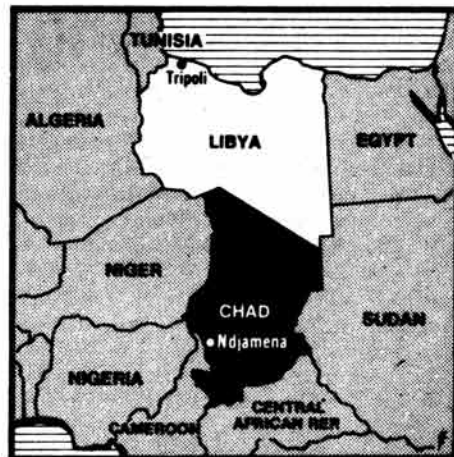 TUNISIA
Tripoli
ALGERIA
LIBYA
EGYPT
NIGER
CHAD
Ndjamena
SUDAN
NIGERIA
CAMEROON
CENTRAL
AFRICAN REP